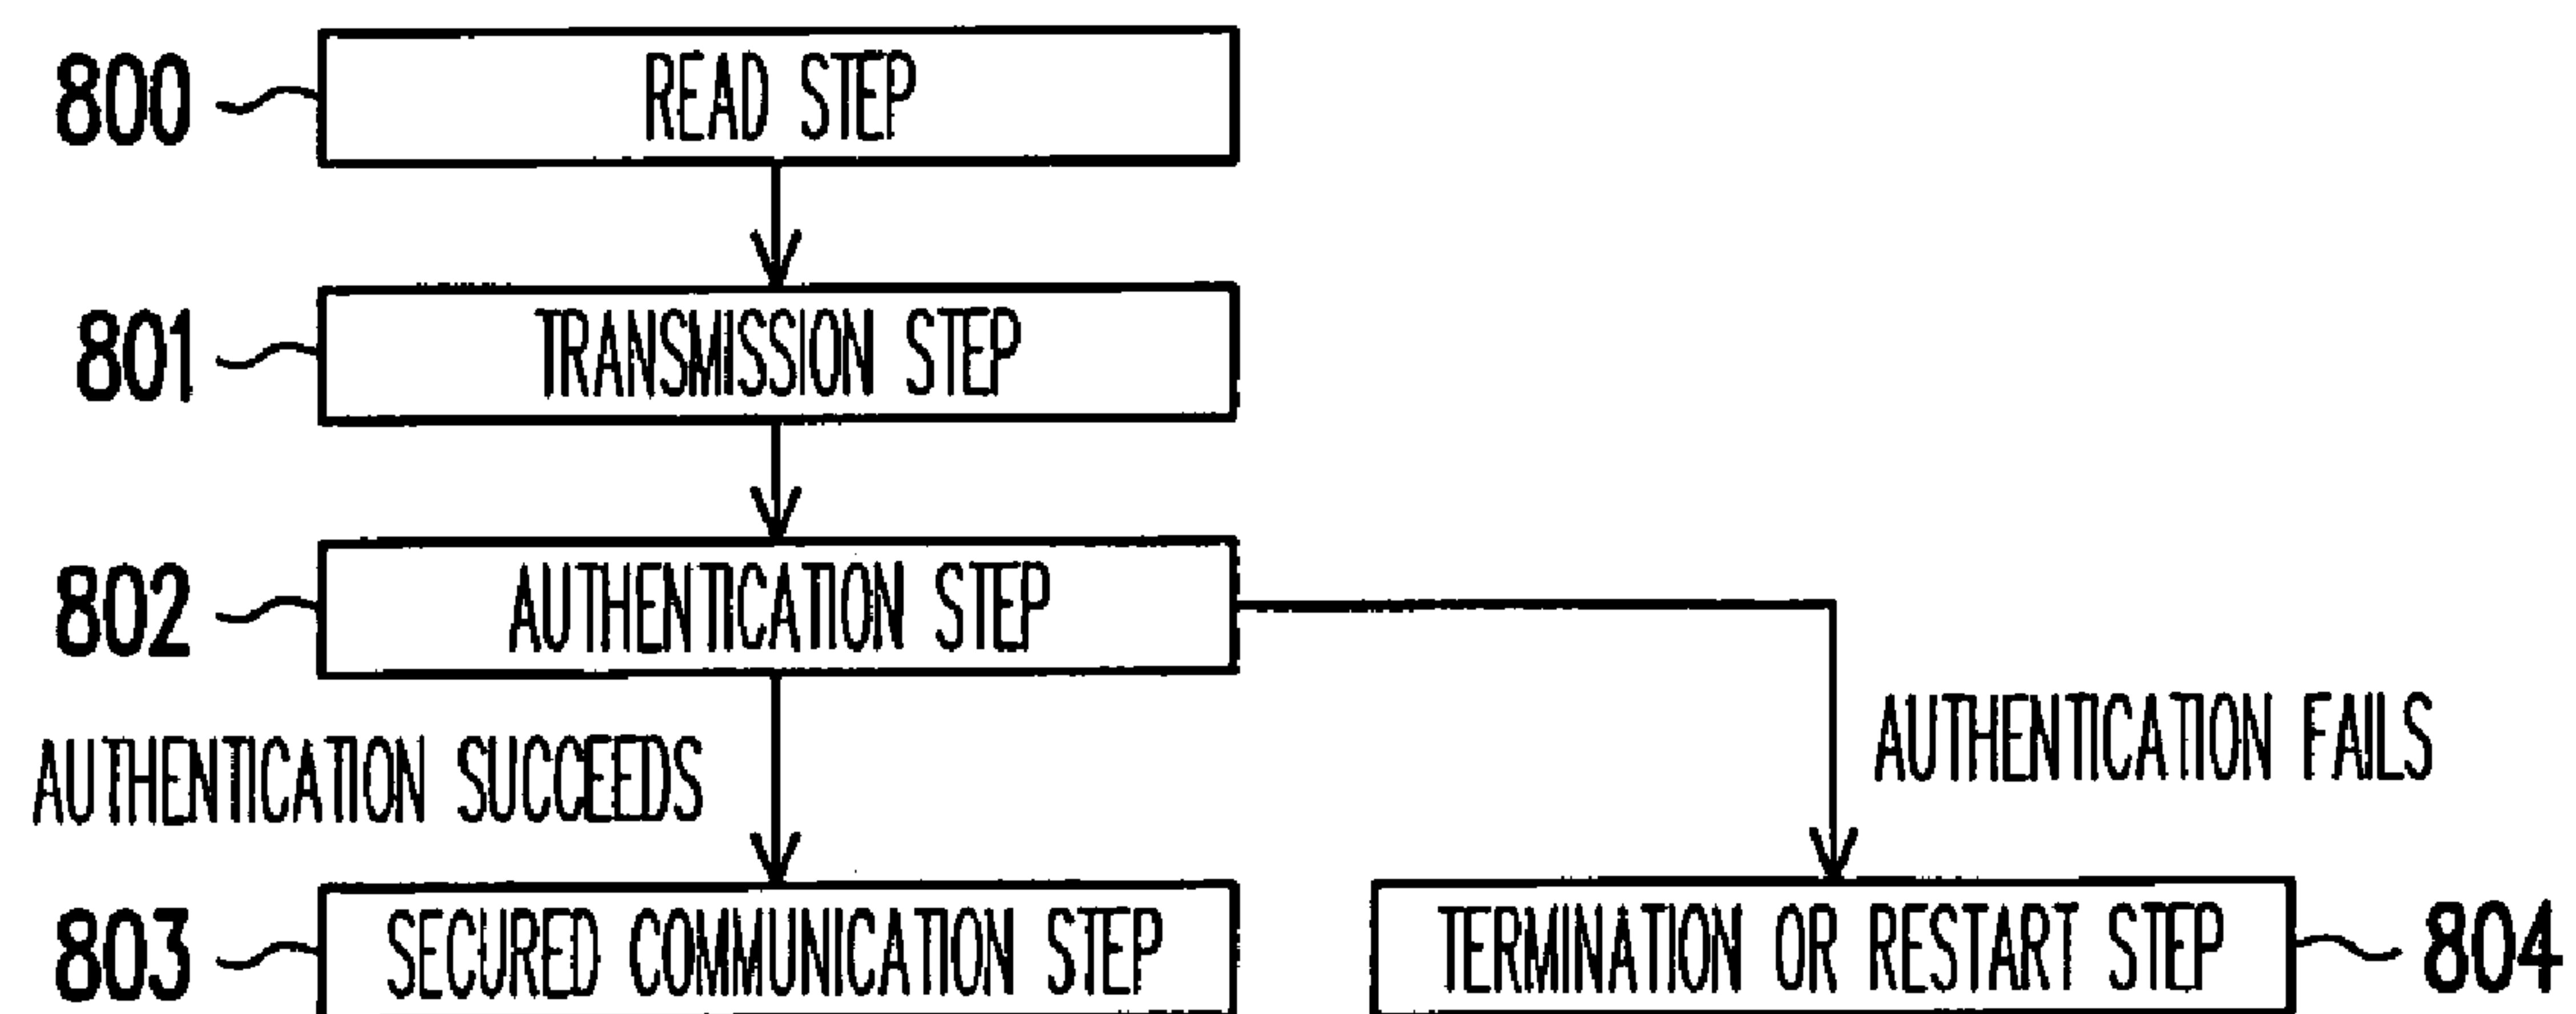 800 READ STEP
801 TRANSMISSION STEP
802 AUTHENTICATION STEP
AUTHENTICATION SUCCEEDS
AUTHENTICATION FAILS
803 SECURED COMMUNICATION STEP
TERMINATION OR RESTART STEP 804